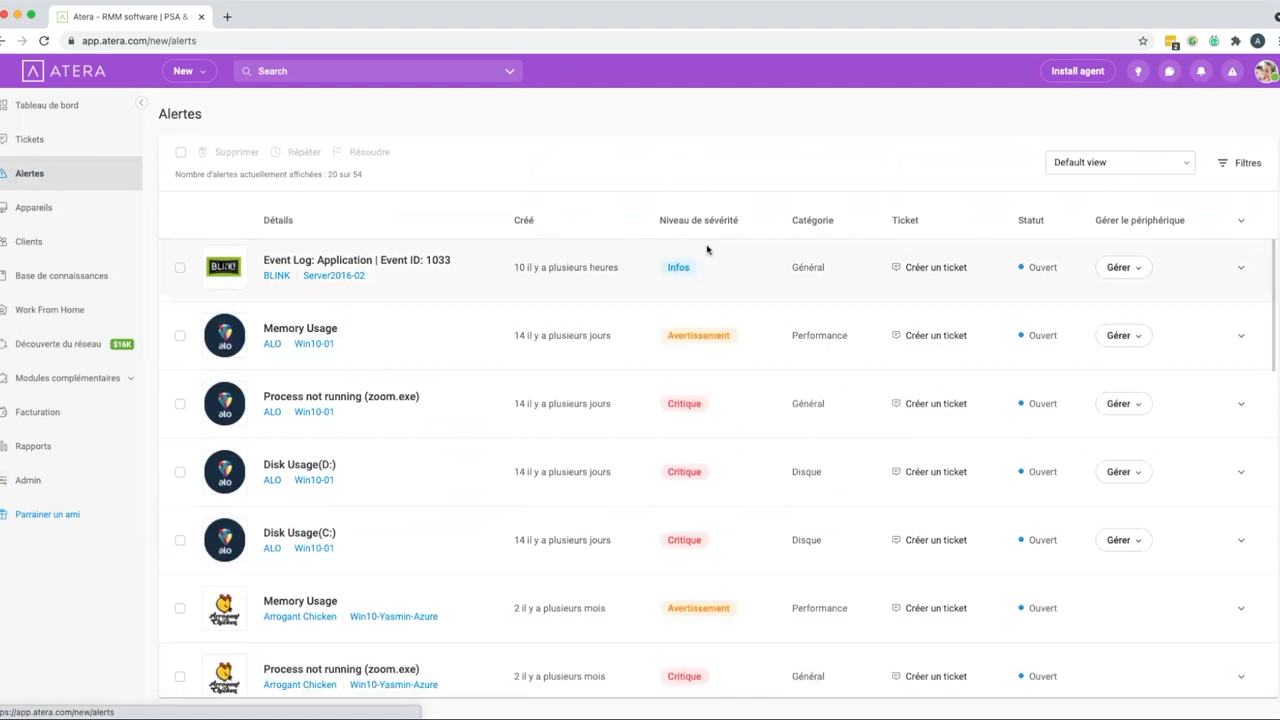 Atera - RMM software | PSA &
app.atera.com/new/alerts
2
A
ATERA
New
Search
Install agent
Tableau de bord
Tickets
Alertes
Appareils
Clients
Base de connaissances
Work From Home
Découverte du réseau $16K
Modules complémentaires
Facturation
Rapports
Admin
Parrainer un ami
Alertes
Supprimer Répéter Résoudre
Nombre d'alertes actuellement affichées : 20 sur 54
Default view
Filtres
Détails Créé Niveau de sévérité Catégorie Ticket Statut Gérer le périphérique
BLINK! Event Log: Application | Event ID: 1033 10 il y a plusieurs heures Infos Général Créer un ticket Ouvert Gérer
BLINK Server2016-02
alo Memory Usage 14 il y a plusieurs jours Avertissement Performance Créer un ticket Ouvert Gérer
ALO Win10-01
alo Process not running (zoom.exe) 14 il y a plusieurs jours Critique Général Créer un ticket Ouvert Gérer
ALO Win10-01
alo Disk Usage(D:) 14 il y a plusieurs jours Critique Disque Créer un ticket Ouvert Gérer
ALO Win10-01
alo Disk Usage(C:) 14 il y a plusieurs jours Critique Disque Créer un ticket Ouvert Gérer
ALO Win10-01
Arrogant Chicken Memory Usage 2 il y a plusieurs mois Avertissement Performance Créer un ticket Ouvert
Arrogant Chicken Win10-Yasmin-Azure
Arrogant Chicken Process not running (zoom.exe) 2 il y a plusieurs mois Critique Général Créer un ticket Ouvert
Arrogant Chicken Win10-Yasmin-Azure
ps://app.atera.com/new/alerts